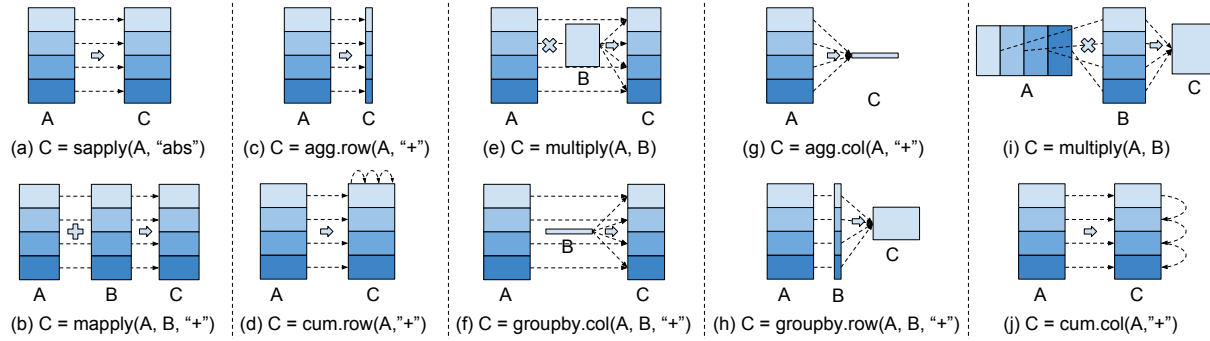 A C
(a) C = sapply(A, “abs”)
A C
(c) C = agg.row(A, “+”)
A B C
(e) C = multiply(A, B)
A C
(g) C = agg.col(A, “+”)
A B C
(i) C = multiply(A, B)
A B C
(b) C = mapply(A, B, “+”)
A C
(d) C = cum.row(A,”+”)
A B C
(f) C = groupby.col(A, B, “+”)
A B C
(h) C = groupby.row(A, B, “+”)
A C
(j) C = cum.col(A,”+”)